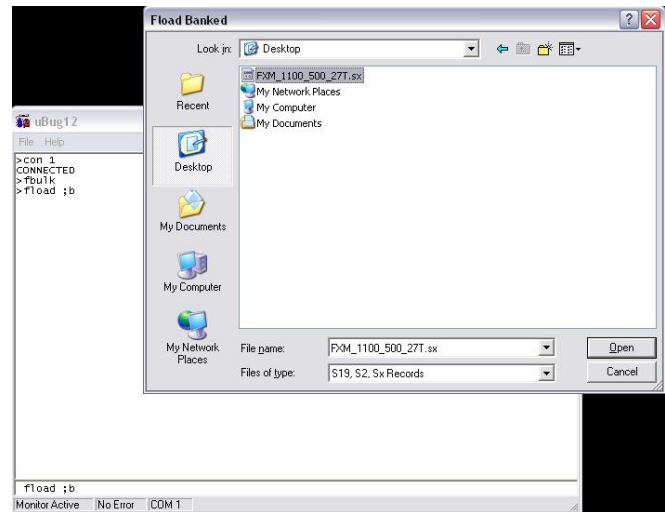 Fload Banked
Look in:
Desktop
FXM_1100_500_27T.sx
My Network Places
My Computer
My Documents
Recent
Desktop
My Documents
My Computer
My Network
Places
File name:
FXM_1100_500_27T.sx
Open
Files of type:
S19, S2, Sx Records
Cancel
uBug12
File Help
>con 1
CONNECTED
>fbulk
>fload ;b
fload ;b
Monitor Active No Error COM 1